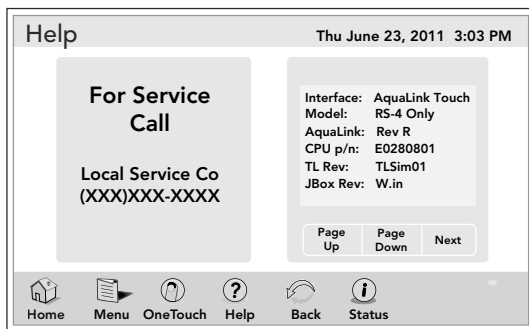 Help
Thu June 23, 2011 3:03 PM
For Service
Call
Local Service Co
(XXX)XXX-XXXX
Interface: AquaLink Touch
Model: RS-4 Only
AquaLink: Rev R
CPU p/n: E0280801
TL Rev: TLSim01
JBox Rev: W.in
Page Up
Page Down
Next
Home
Menu
OneTouch
Help
Back
Status